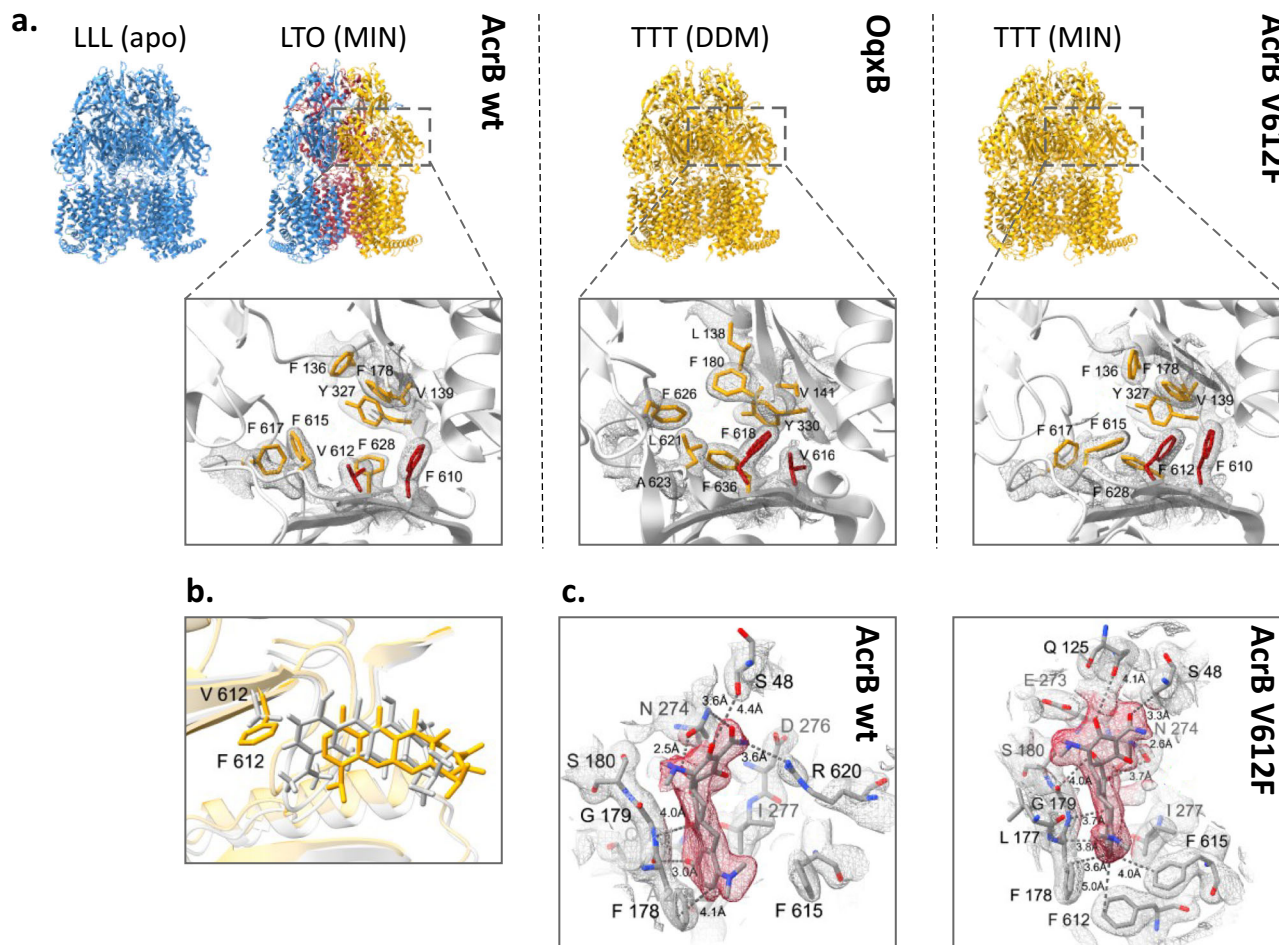 a.
LLL (apo)
LTO (MIN)
AcrB wt
TTT (DDM)
OqxB
TTT (MIN)
AcrB V612F
F 136
F 178
Y 327
V 139
F 617
F 615
V 612
F 628
F 610
L 138
F 180
F 626
V 141
Y 330
F 618
L 621
V 616
A 623
F 636
F 136
F 178
Y 327
V 139
F 617
F 615
F 612
F 610
F 628
b.
V 612
F 612
c.
AcrB wt
S 48
3.6Å
4.4Å
N 274
D 276
2.5Å
3.6Å
S 180
R 620
G 179
4.0Å
I 277
3.0Å
F 178
4.1Å
F 615
AcrB V612F
Q 125
S 48
4.1Å
E 273
3.3Å
N 274
2.6Å
S 180
3.7Å
4.0Å
G 179
I 277
3.7Å
L 177
3.8Å
F 615
3.6Å
4.0Å
F 178
5.0Å
F 612